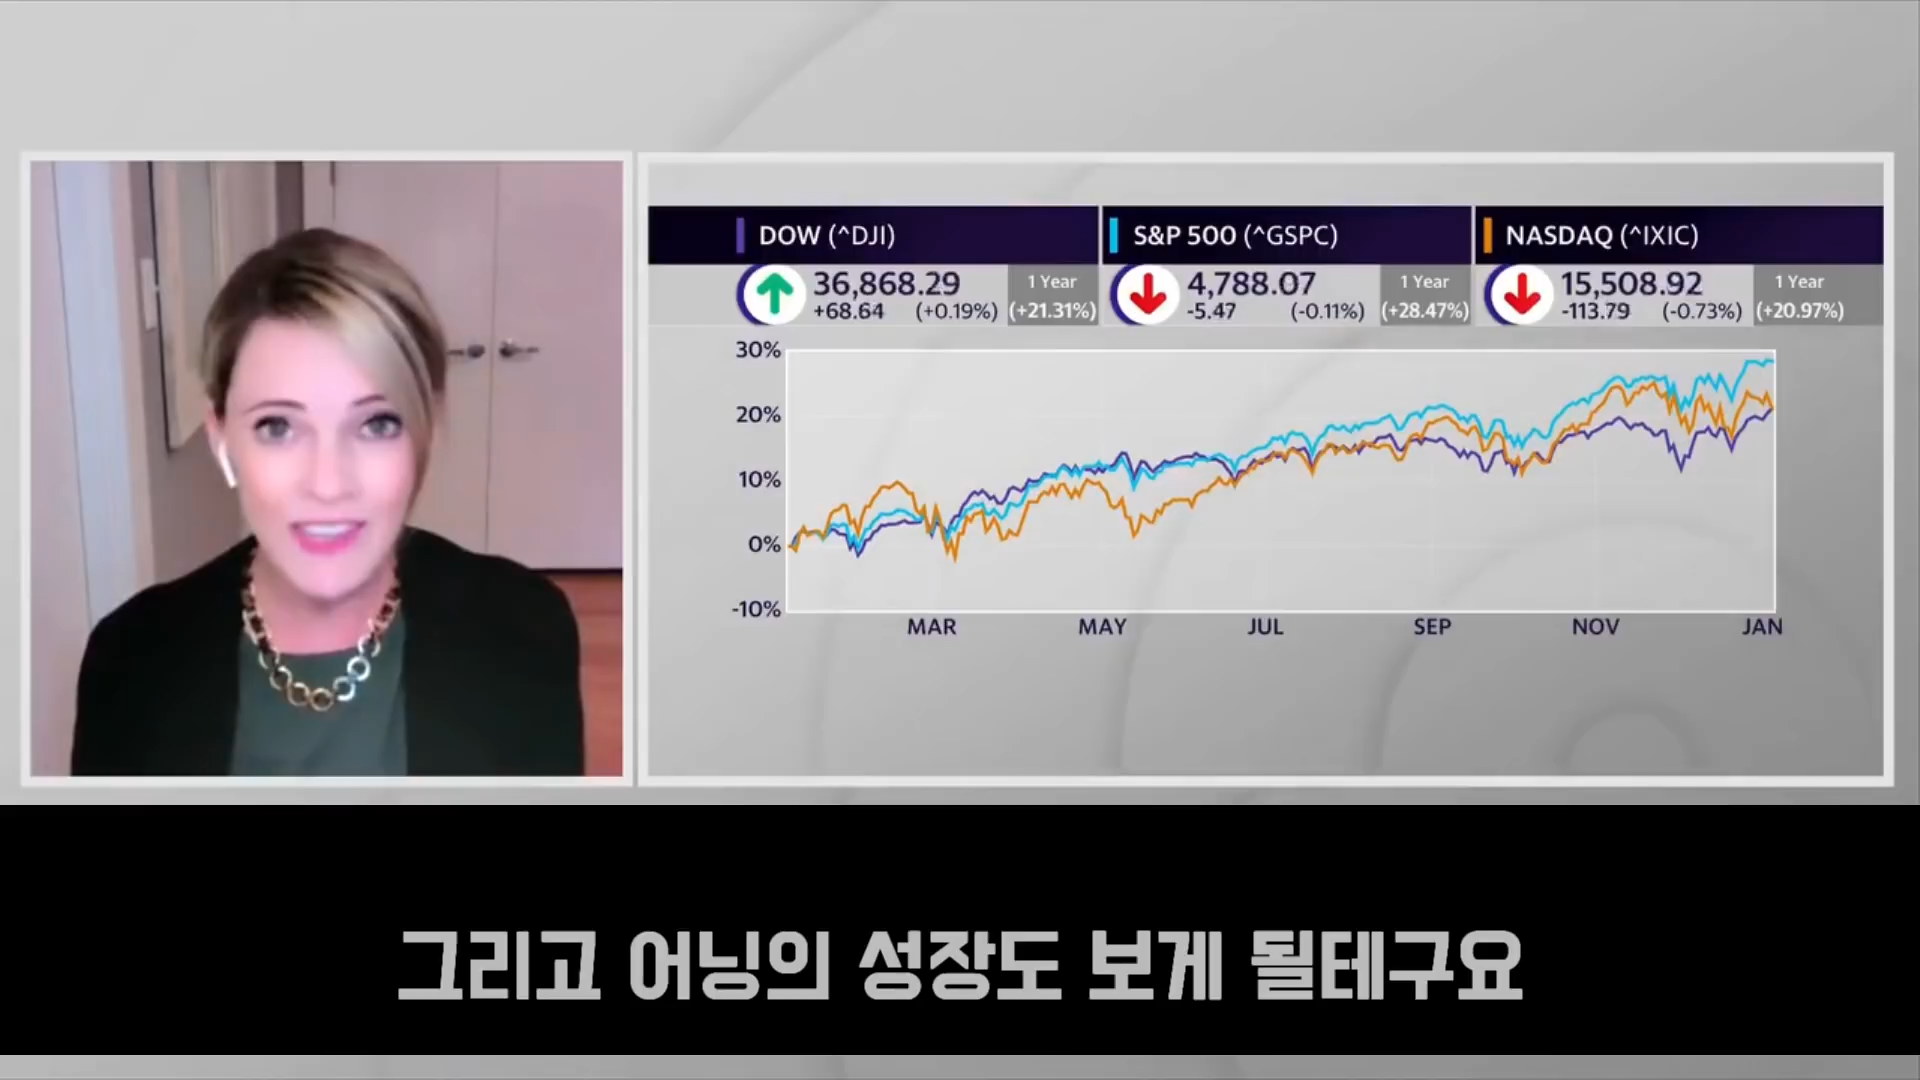 DOW (^DJI)
36,868.29
+68.64 (+0.19%)
1 Year
(+21.31%)
S&P 500 (^GSPC)
4,788.07
-5.47 (-0.11%)
1 Year
(+28.47%)
NASDAQ (^IXIC)
15,508.92
-113.79 (-0.73%)
1 Year
(+20.97%)
30%
20%
10%
0%
-10%
MAR MAY JUL SEP NOV JAN
그리고 어닝의 성장도 보게 될테구요